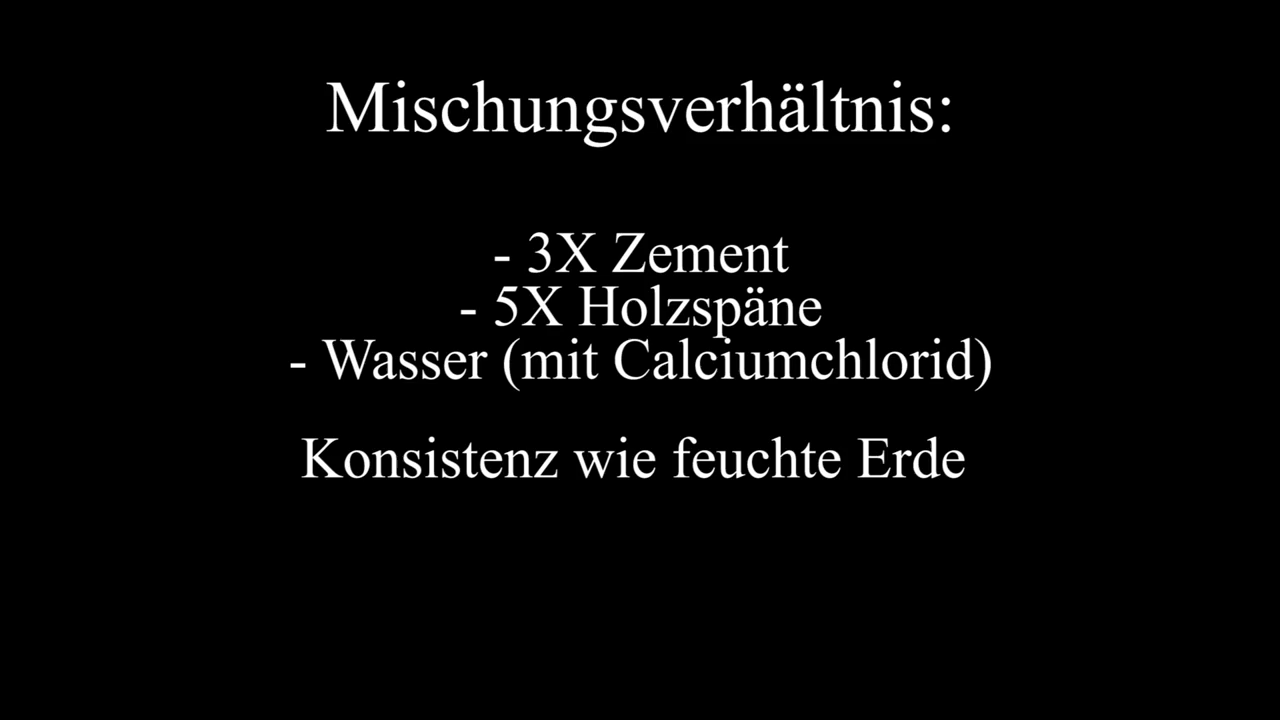 Mischungsverhältnis:
- 3X Zement
- 5X Holzspäne
- Wasser (mit Calciumchlorid)
Konsistenz wie feuchte Erde